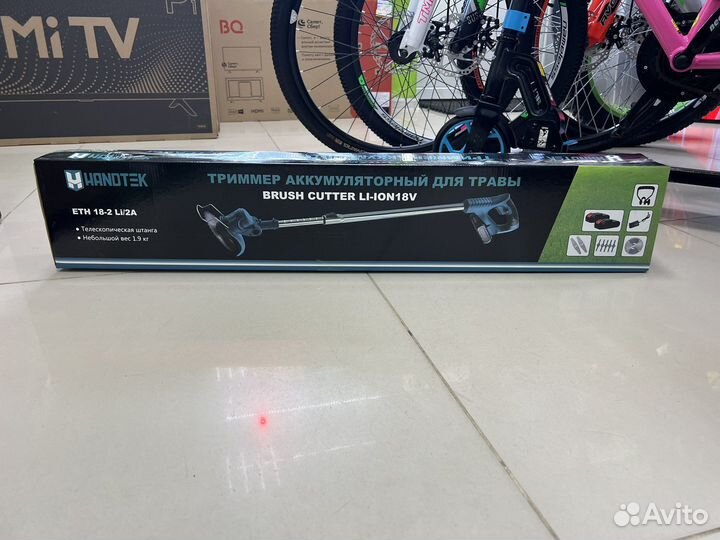 Mi TV
BQ
HANDTEK
ТРИММЕР АККУМУЛЯТОРНЫЙ ДЛЯ ТРАВЫ
BRUSH CUTTER LI-ION18V
ETH 18-2 Li/2A
• Телескопическая штанга
• Небольшой вес 1.9 кг
Avito